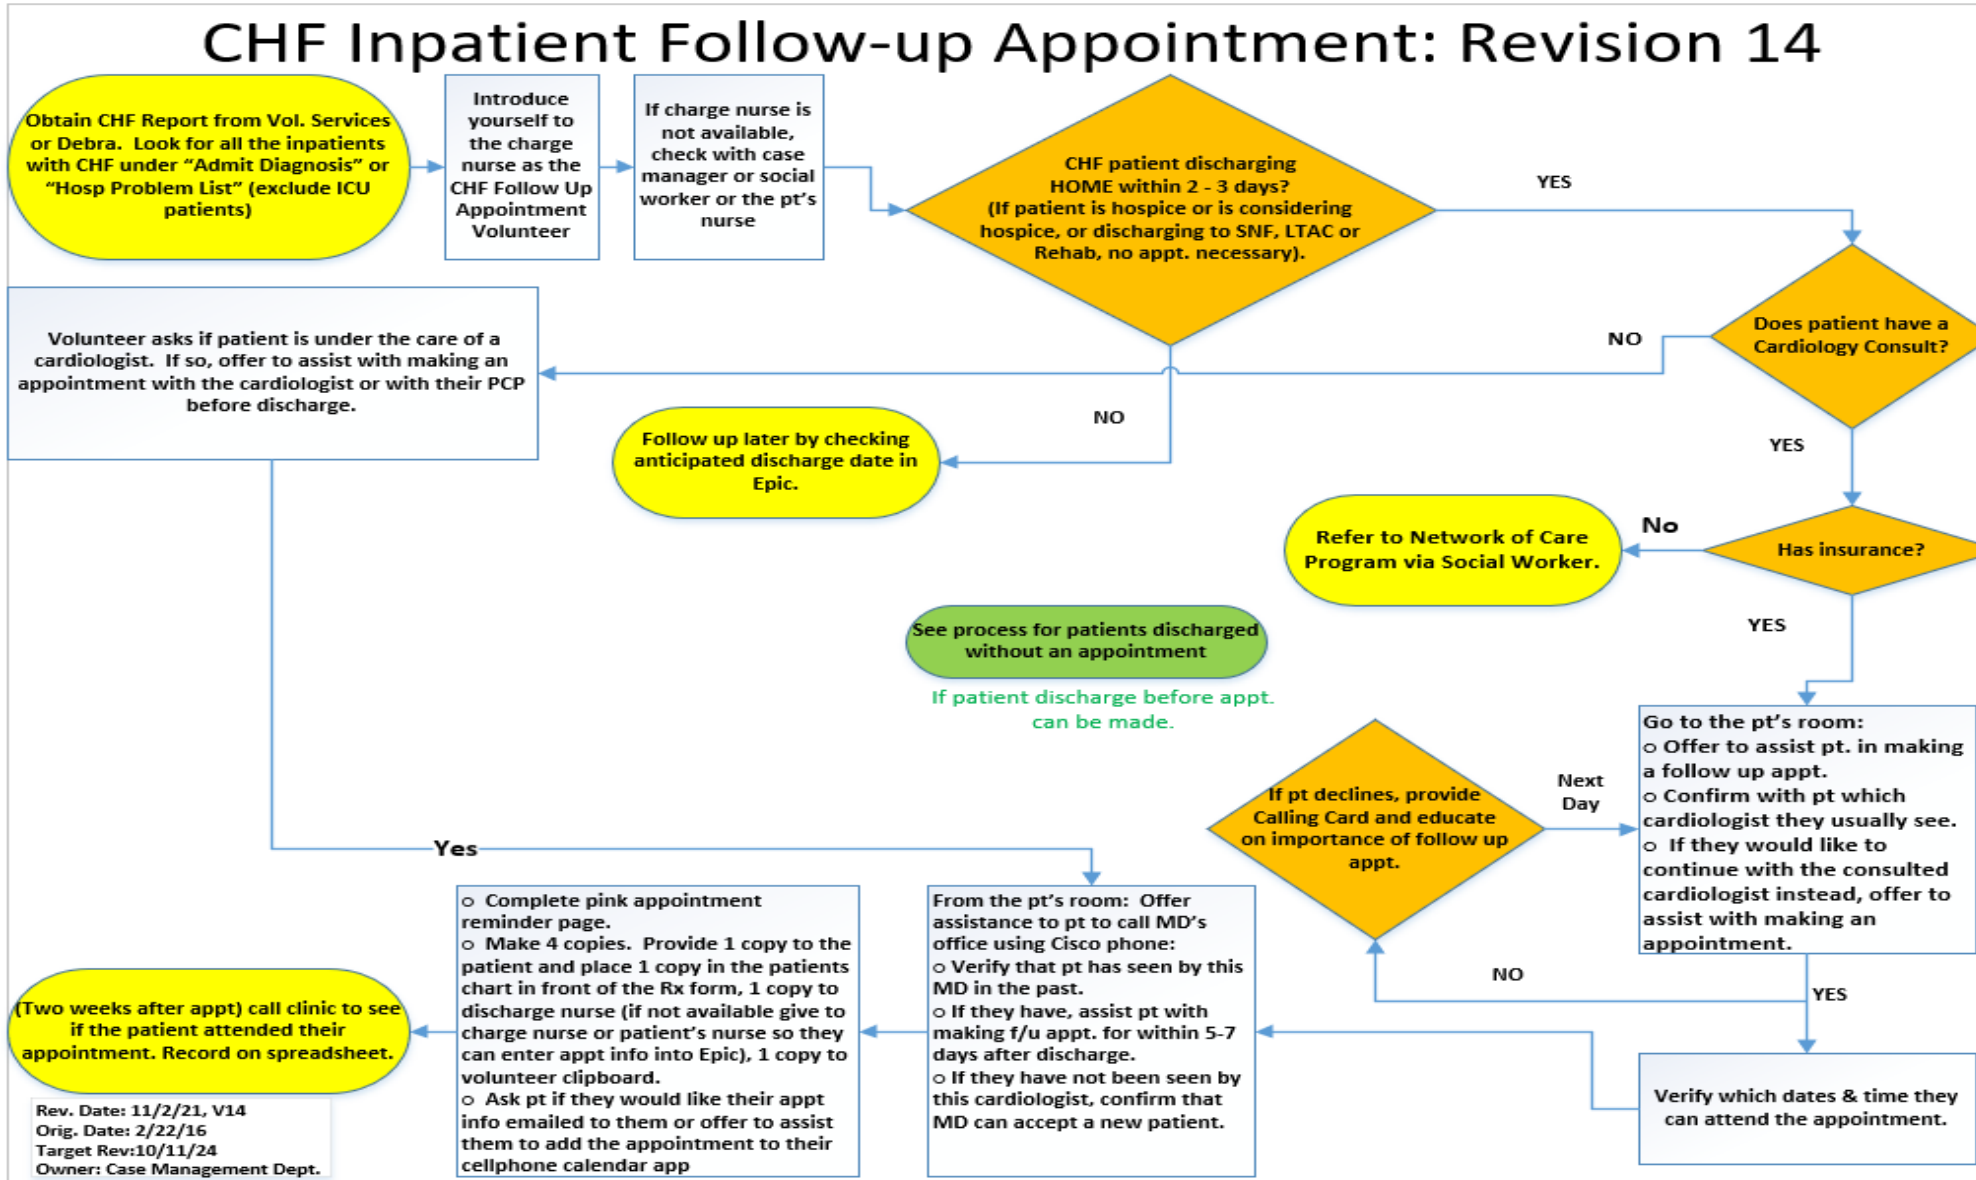 CHF Inpatient Follow-up Appointment: Revision 14
Obtain CHF Report from Vol. Services
or Debra.  Look for all the inpatients
with CHF under “Admit Diagnosis” or
“Hosp Problem List” (exclude ICU
patients)
Introduce
yourself to
the charge
nurse as the
CHF Follow Up
Appointment
Volunteer
If charge nurse is
not available,
check with case
manager or social
worker or the pt’s
nurse
CHF patient discharging
HOME within 2 - 3 days?
(If patient is hospice or is considering
hospice, or discharging to SNF, LTAC or
Rehab, no appt. necessary).
YES
Does patient have a
Cardiology Consult?
NO
Volunteer asks if patient is under the care of a
cardiologist.  If so, offer to assist with making an
appointment with the cardiologist or with their PCP
before discharge.
NO
Follow up later by checking
anticipated discharge date in
Epic.
YES
Has insurance?
No
Refer to Network of Care
Program via Social Worker.
YES
See process for patients discharged
without an appointment
If patient discharge before appt.
can be made.
Go to the pt’s room:
o Offer to assist pt. in making
a follow up appt.
o Confirm with pt which
cardiologist they usually see.
o  If they would like to
continue with the consulted
cardiologist instead, offer to
assist with making an
appointment.
Next
Day
If pt declines, provide
Calling Card and educate
on importance of follow up
appt.
NO
YES
Verify which dates & time they
can attend the appointment.
Yes
From the pt’s room:  Offer
assistance to pt to call MD’s
office using Cisco phone:
o Verify that pt has seen by this
MD in the past.
o If they have, assist pt with
making f/u appt. for within 5-7
days after discharge.
o If they have not been seen by
this cardiologist, confirm that
MD can accept a new patient.
o  Complete pink appointment
reminder page.
o  Make 4 copies.  Provide 1 copy to the
patient and place 1 copy in the patients
chart in front of the Rx form, 1 copy to
discharge nurse (if not available give to
charge nurse or patient’s nurse so they
can enter appt info into Epic), 1 copy to
volunteer clipboard.
o  Ask pt if they would like their appt
info emailed to them or offer to assist
them to add the appointment to their
cellphone calendar app
(Two weeks after appt) call clinic to see
if the patient attended their
appointment. Record on spreadsheet.
Rev. Date: 11/2/21, V14
Orig. Date: 2/22/16
Target Rev:10/11/24
Owner: Case Management Dept.